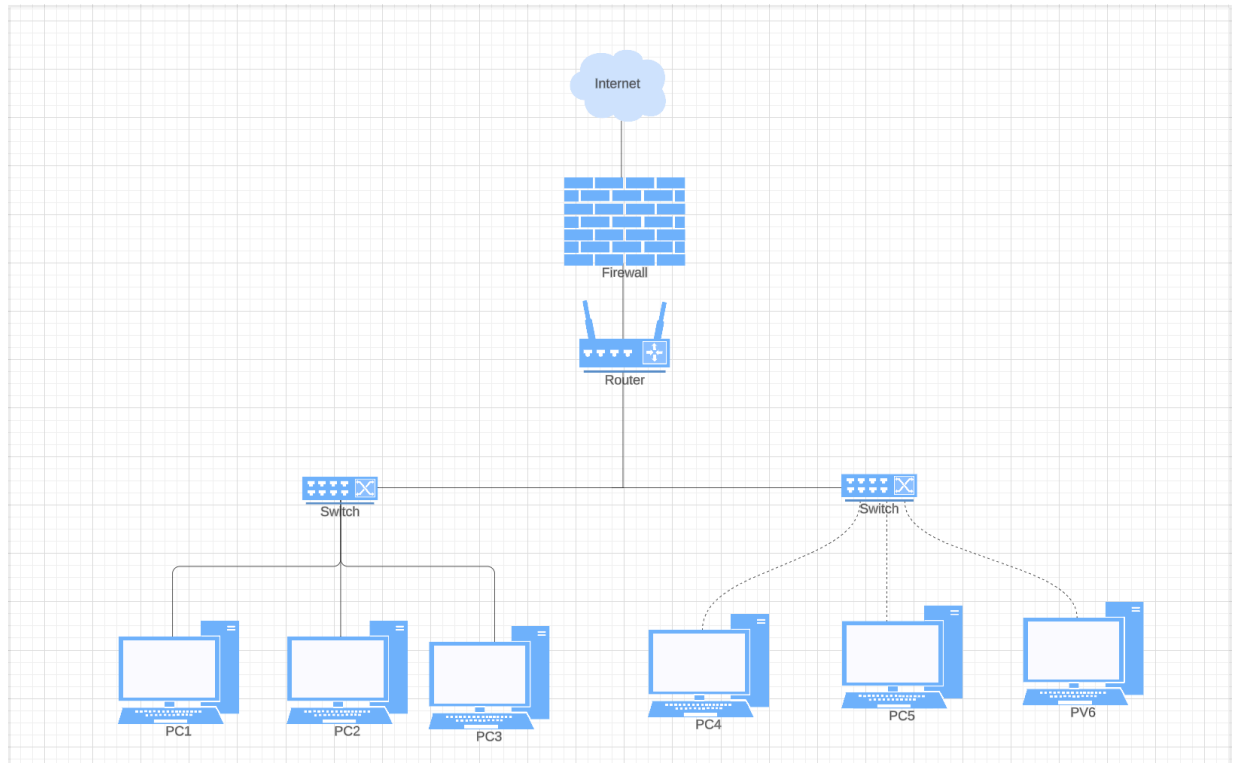 Internet
Firewall
Router
Switch
Switch
PC1
PC2
PC3
PC4
PC5
PV6